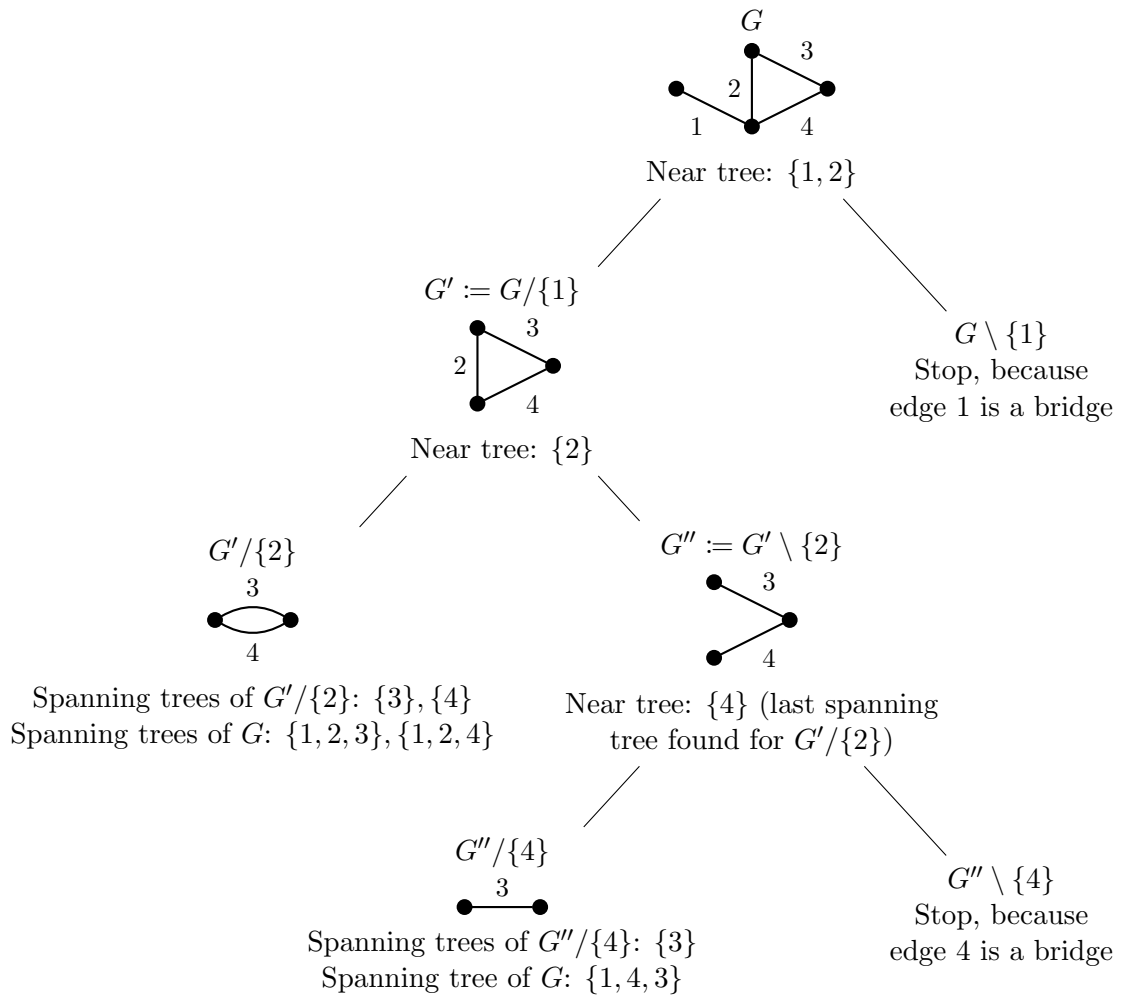 G
3
2
1
4
Near tree: {1, 2}
G′ := G/{1}
3
2
4
Near tree: {2}
G \ {1}
Stop, because
edge 1 is a bridge
G′/{2}
3
4
Spanning trees of G′/{2}: {3}, {4}
Spanning trees of G: {1, 2, 3}, {1, 2, 4}
G″ := G′ \ {2}
3
4
Near tree: {4} (last spanning
tree found for G′/{2})
G″/{4}
3
Spanning trees of G″/{4}: {3}
Spanning tree of G: {1, 4, 3}
G″ \ {4}
Stop, because
edge 4 is a bridge